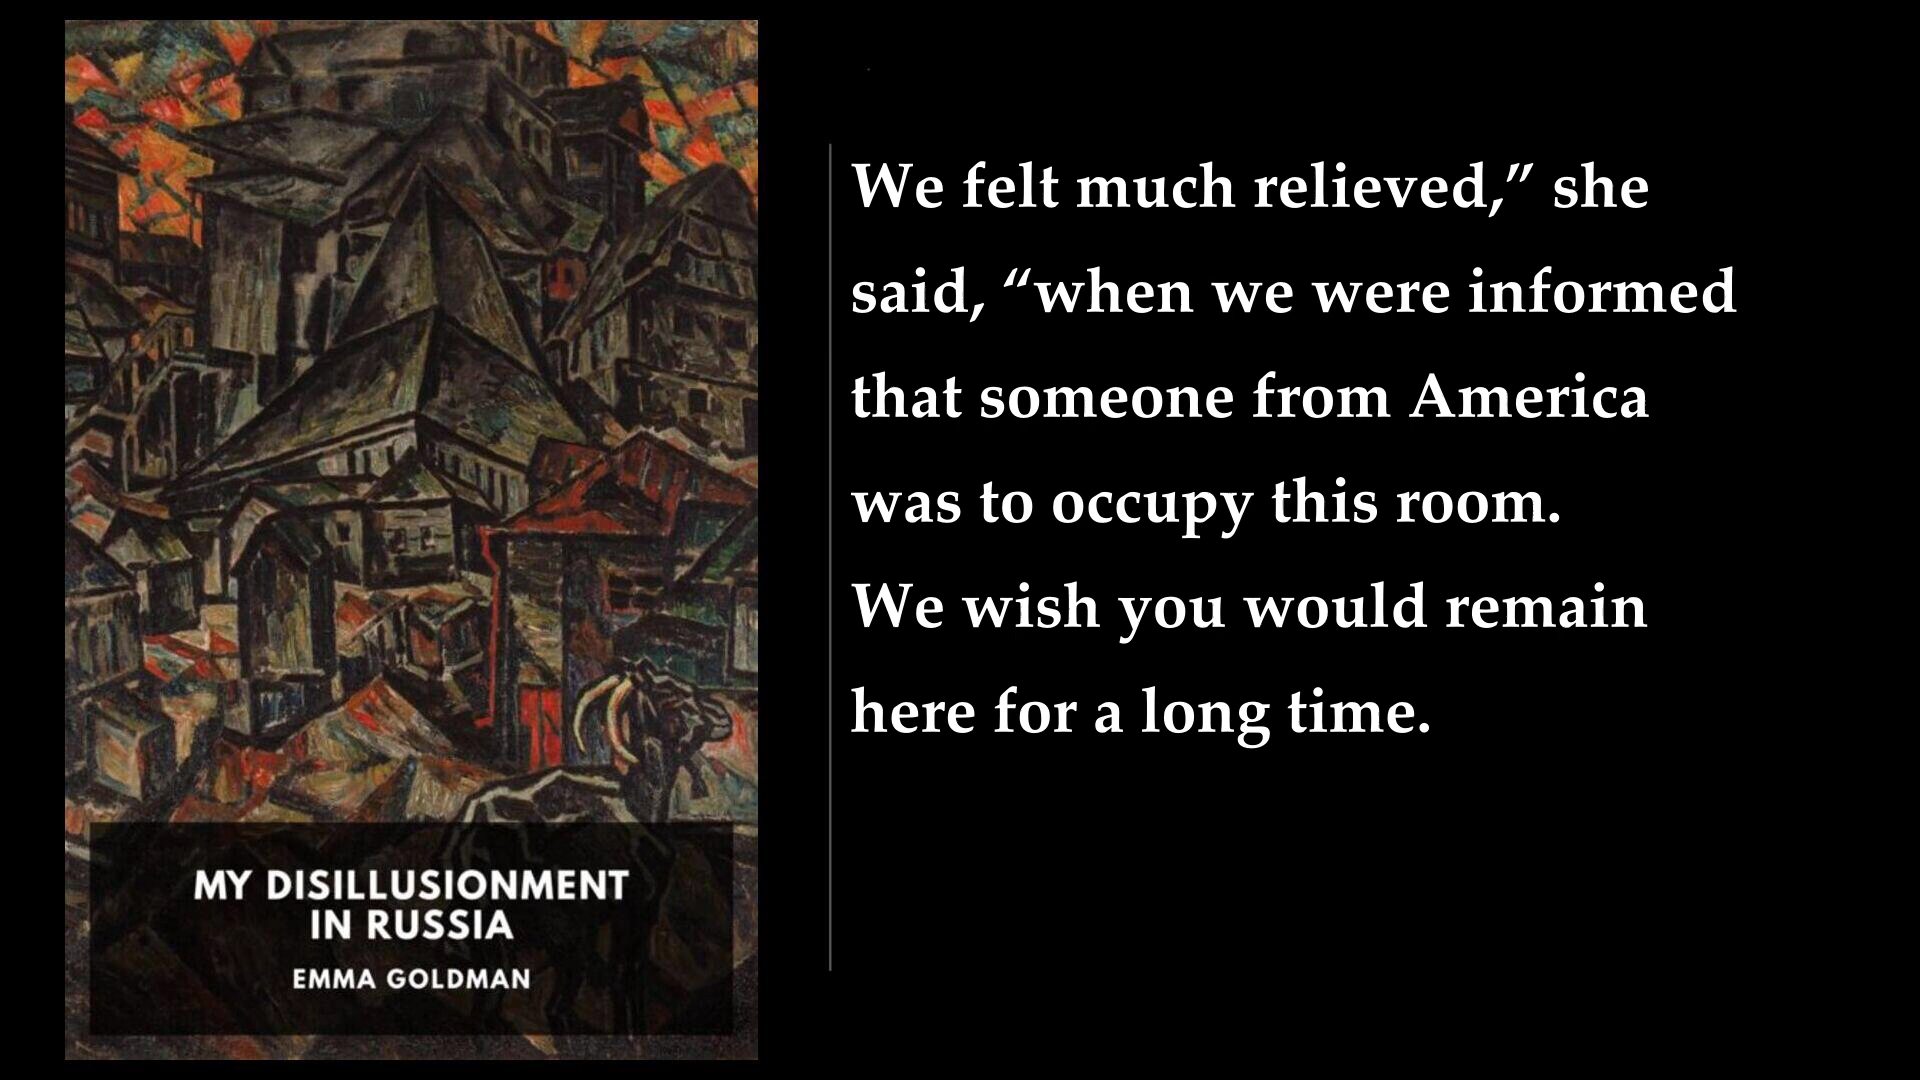 MY DISILLUSIONMENT
IN RUSSIA
EMMA GOLDMAN
We felt much relieved,” she
said, “when we were informed
that someone from America
was to occupy this room.
We wish you would remain
here for a long time.